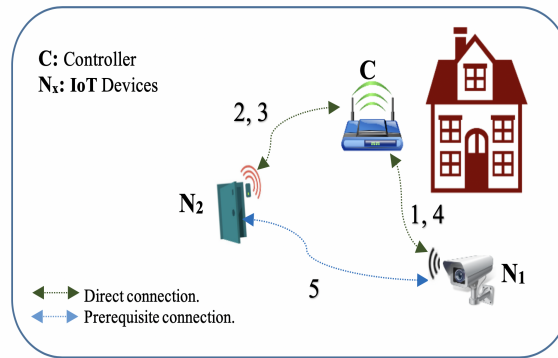 C: Controller
Nx: IoT Devices
C
2, 3
N2
1, 4
N1
5
Direct connection.
Prerequisite connection.